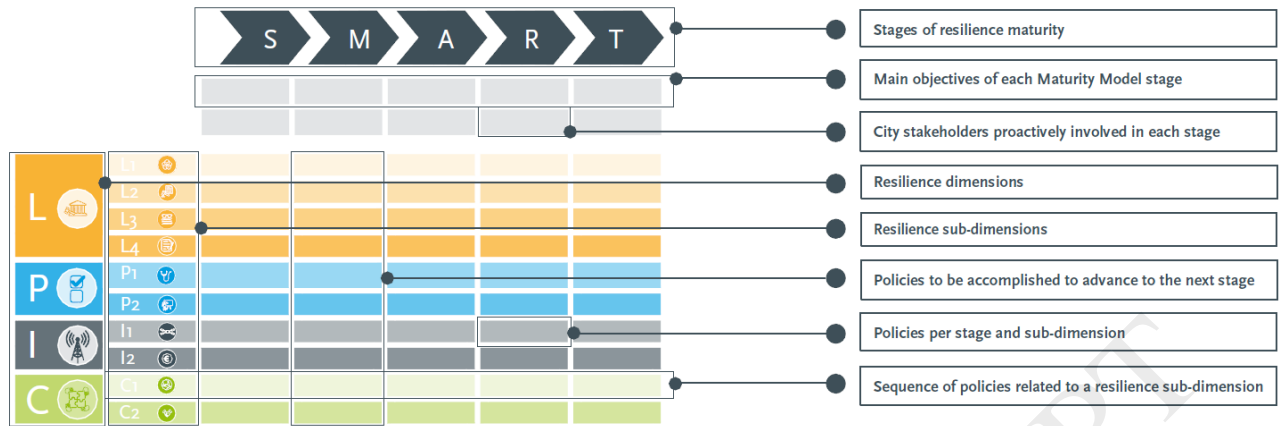 S M A R T
Stages of resilience maturity
Main objectives of each Maturity Model stage
City stakeholders proactively involved in each stage
L
L1
L2
L3
L4
P
P1
P2
I
I1
I2
C
C1
C2
Resilience dimensions
Resilience sub-dimensions
Policies to be accomplished to advance to the next stage
Policies per stage and sub-dimension
Sequence of policies related to a resilience sub-dimension
PT